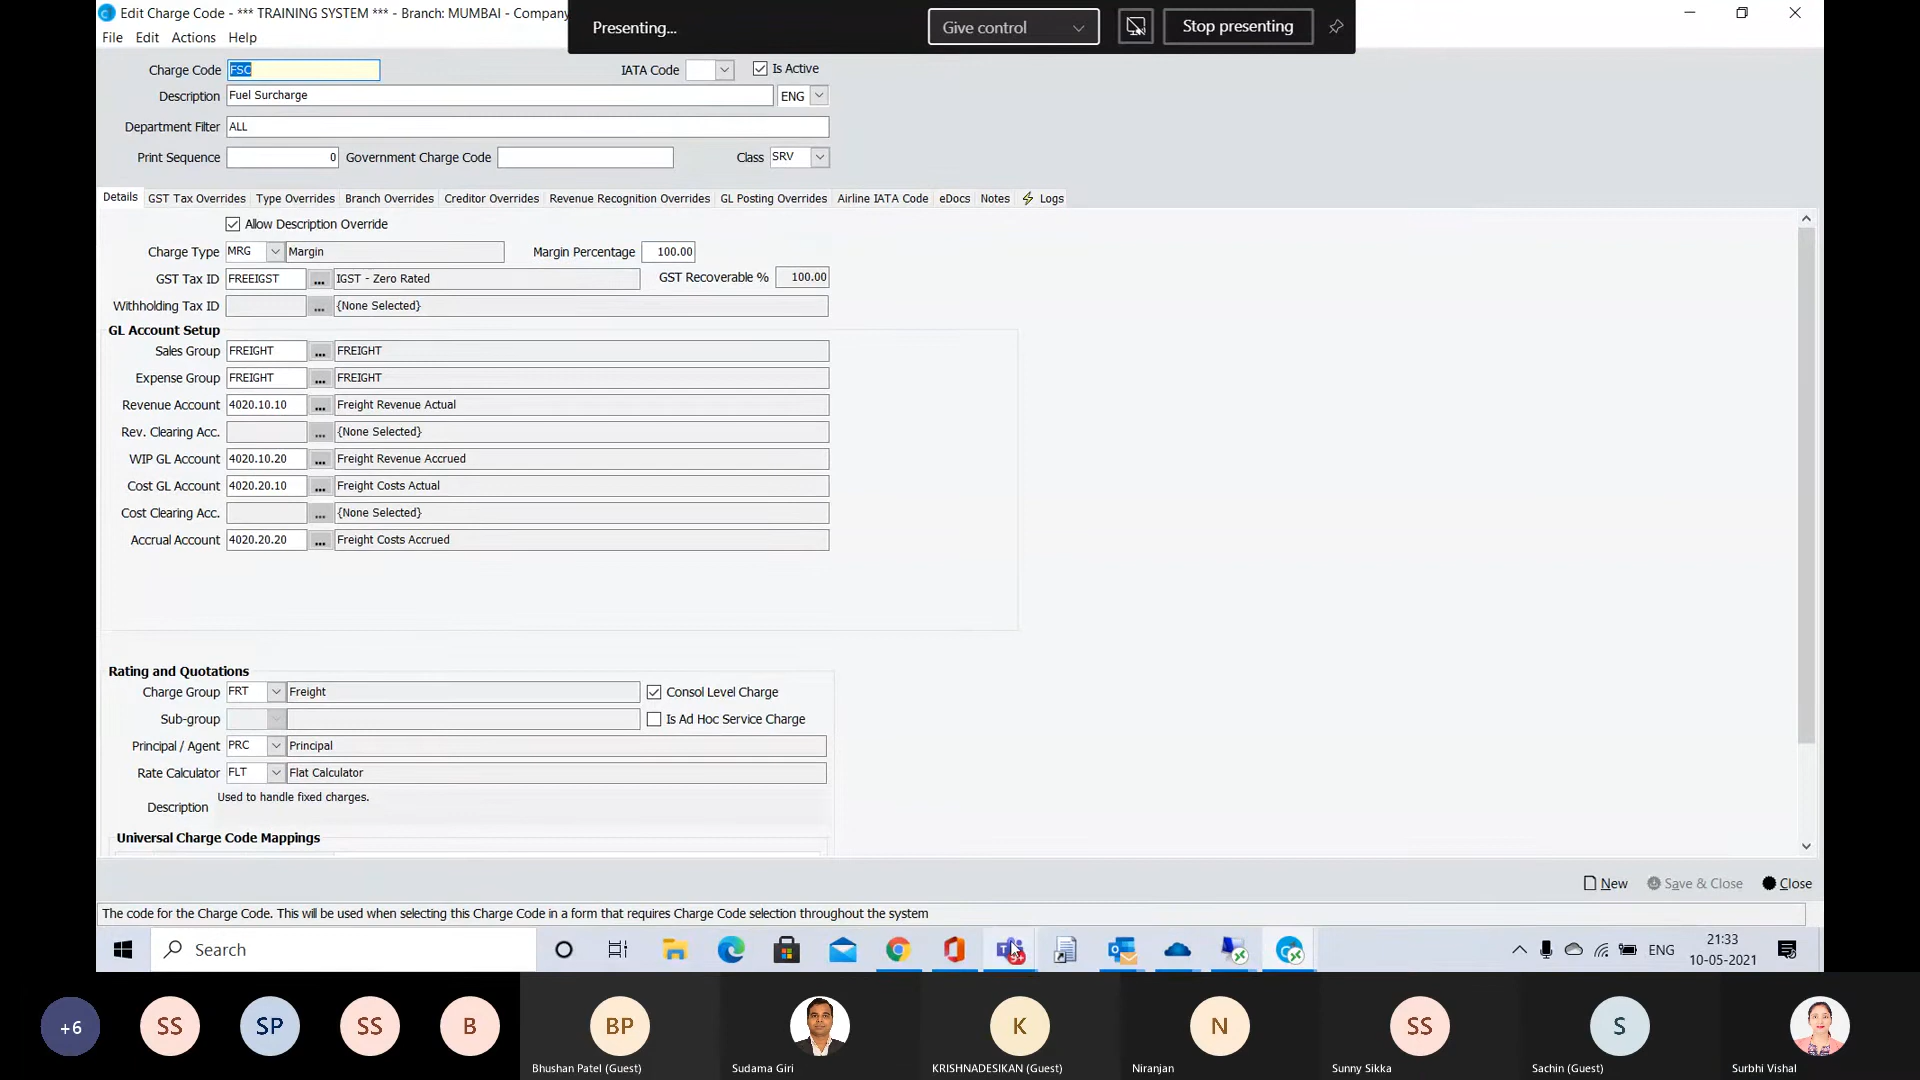 Edit Charge Code - *** TRAINING SYSTEM *** - Branch: MUMBAI - Company
Presenting...
Give control
Stop presenting
File Edit Actions Help
Charge Code FSC IATA Code Is Active
Description Fuel Surcharge ENG
Department Filter ALL
Print Sequence 0 Government Charge Code Class SRV
Details GST Tax Overrides Type Overrides Branch Overrides Creditor Overrides Revenue Recognition Overrides GL Posting Overrides Airline IATA Code eDocs Notes Logs
Allow Description Override
Charge Type MRG Margin Margin Percentage 100.00
GST Tax ID FREEIGST ... IGST - Zero Rated GST Recoverable % 100.00
Withholding Tax ID ... {None Selected}
GL Account Setup
Sales Group FREIGHT ... FREIGHT
Expense Group FREIGHT ... FREIGHT
Revenue Account 4020.10.10 ... Freight Revenue Actual
Rev. Clearing Acc. ... {None Selected}
WIP GL Account 4020.10.20 ... Freight Revenue Accrued
Cost GL Account 4020.20.10 ... Freight Costs Actual
Cost Clearing Acc. ... {None Selected}
Accrual Account 4020.20.20 ... Freight Costs Accrued
Rating and Quotations
Charge Group FRT Freight Consol Level Charge
Sub-group Is Ad Hoc Service Charge
Principal / Agent PRC Principal
Rate Calculator FLT Flat Calculator
Description Used to handle fixed charges.
Universal Charge Code Mappings
New Save & Close Close
The code for the Charge Code. This will be used when selecting this Charge Code in a form that requires Charge Code selection throughout the system
Search
9+
ENG
21:33
10-05-2021
+6 SS SP SS B BP K N SS S
Bhushan Patel (Guest) Sudama Giri KRISHNADESIKAN (Guest) Niranjan Sunny Sikka Sachin (Guest) Surbhi Vishal